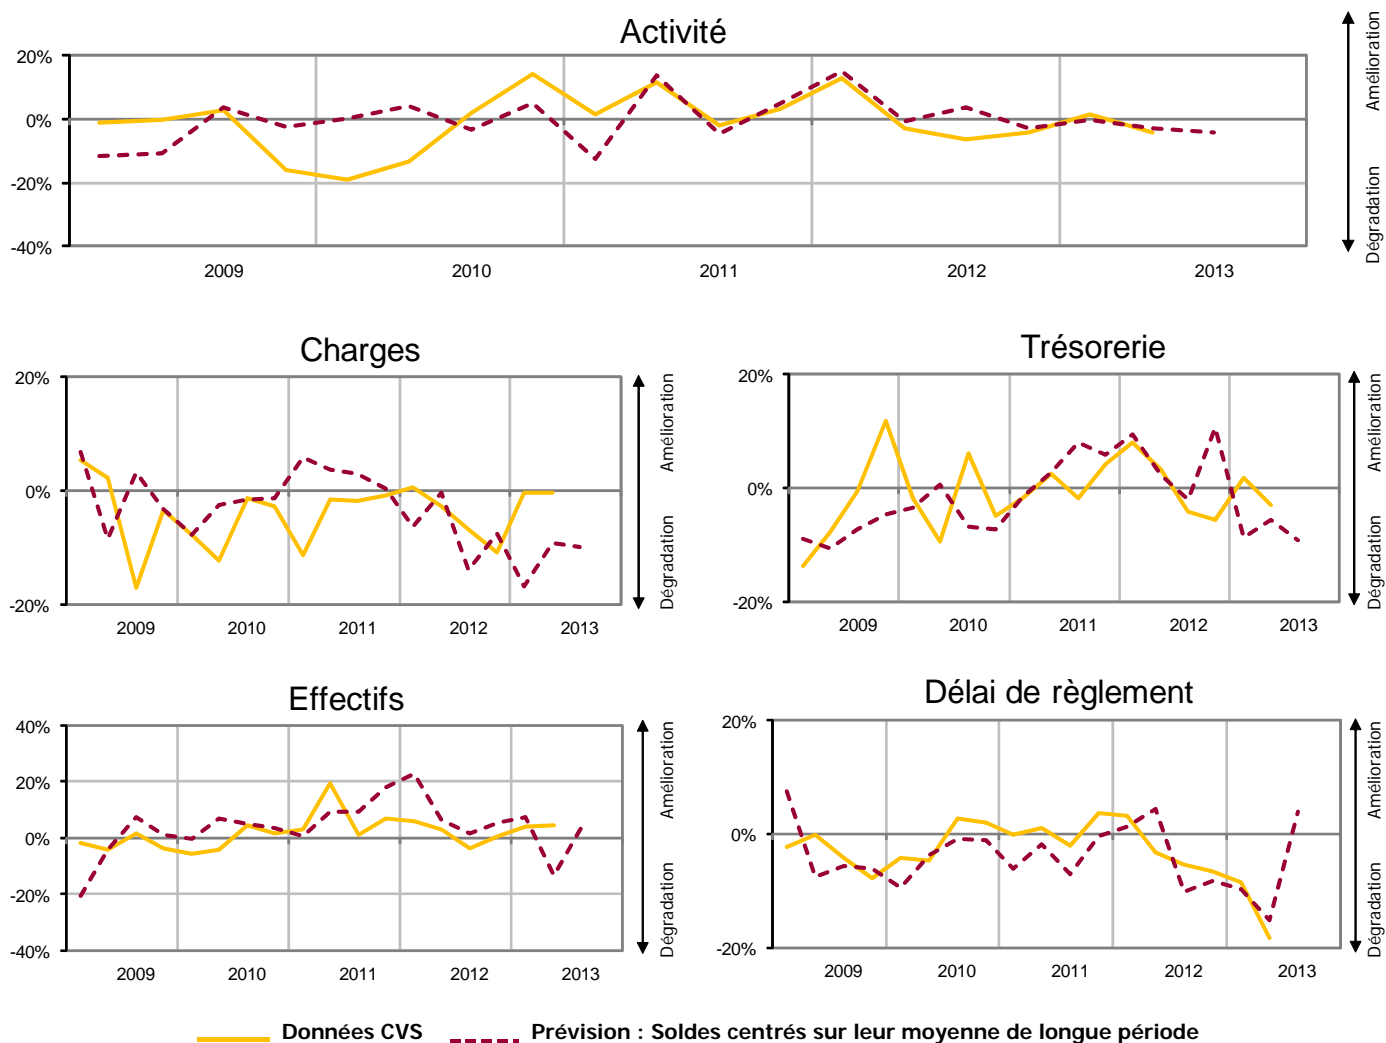 Activité
20%
0%
-20%
-40%
2009 2010 2011 2012 2013
Amélioration
Dégradation
Charges
20%
0%
-20%
2009 2010 2011 2012 2013
Amélioration
Dégradation
Trésorerie
20%
0%
-20%
2009 2010 2011 2012 2013
Amélioration
Dégradation
Effectifs
40%
20%
0%
-20%
-40%
2009 2010 2011 2012 2013
Amélioration
Dégradation
Délai de règlement
20%
0%
-20%
2009 2010 2011 2012 2013
Amélioration
Dégradation
Données CVS Prévision : Soldes centrés sur leur moyenne de longue période